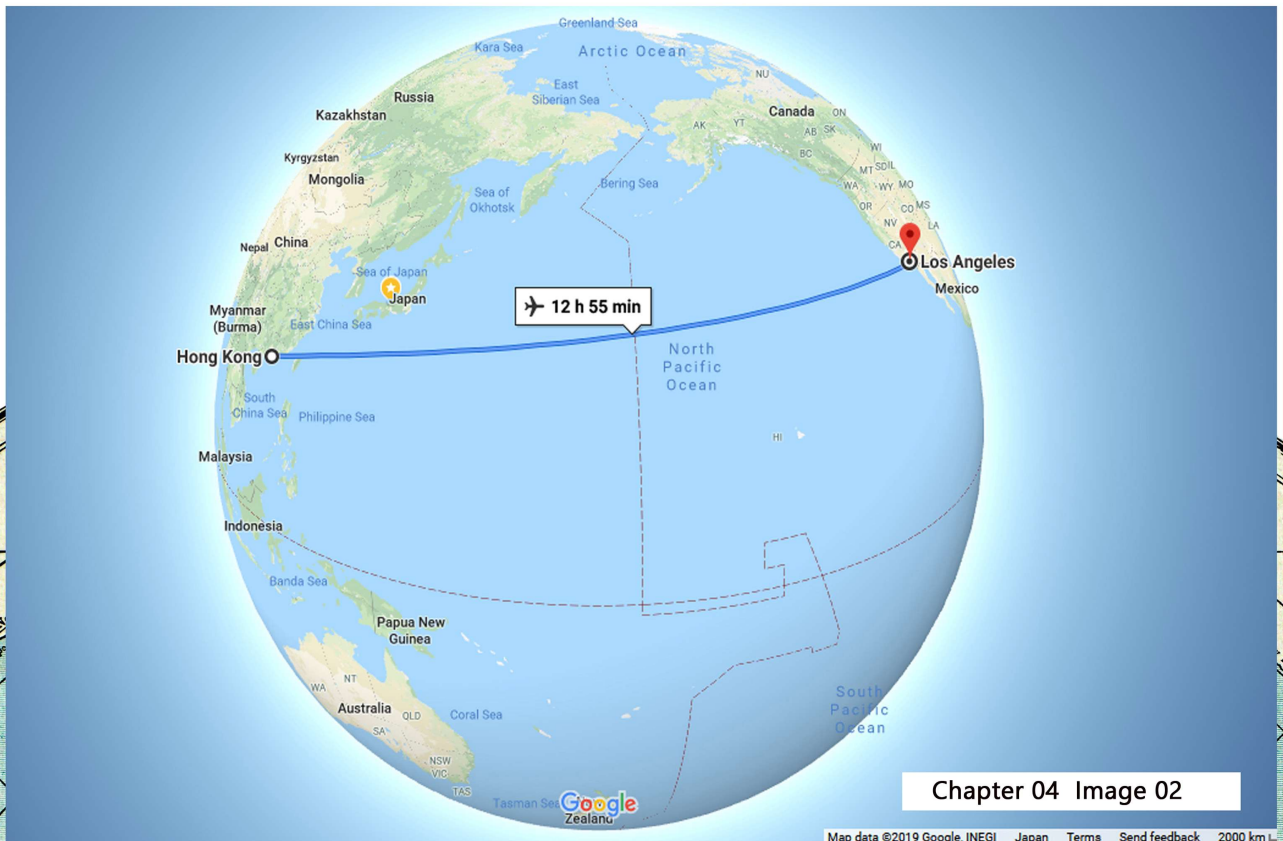 Greenland Sea
Kara Sea
Arctic Ocean
NU
East
Siberian Sea
Russia
Canada
ON
Kazakhstan
AK
YT
AB
SK
BC
WI
Kyrgyzstan
MT
SD
IL
Mongolia
Bering Sea
WA
WY
MO
Sea of
Okhotsk
OR
CO
MS
NV
LA
Nepal
China
CA
Los Angeles
Sea of Japan
Japan
Mexico
12 h 55 min
Myanmar
(Burma)
East China Sea
Hong Kong
North
Pacific
Ocean
South
China Sea
Philippine Sea
HI
Malaysia
Indonesia
Banda Sea
Papua New
Guinea
NT
WA
Australia
QLD
Coral Sea
SA
South
Pacific
Ocean
NSW
VIC
TAS
Tasman Sea
Google
Zealand
Chapter 04 Image 02
Map data ©2019 Google, INEGI Japan Terms Send feedback 2000 km